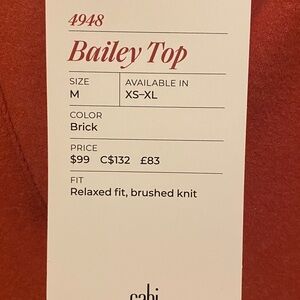 4948
Bailey Top
SIZE
M
AVAILABLE IN
XS–XL
COLOR
Brick
PRICE
$99 C$132 £83
FIT
Relaxed fit, brushed knit
cabi